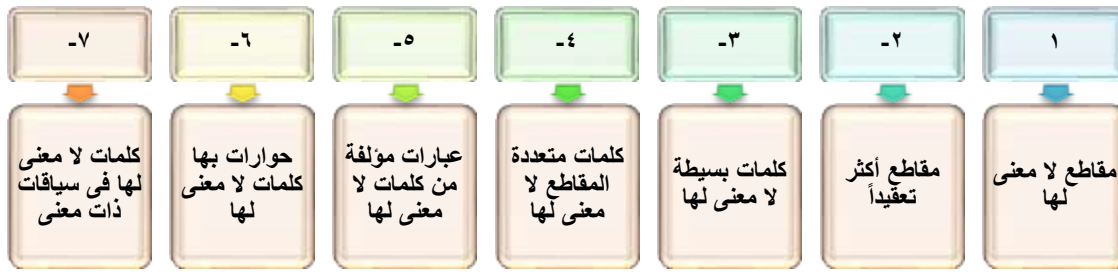 ١
مقاطع لا معنى
لها
٢-
مقاطع أكثر
تعقيداً
٣-
كلمات بسيطة
لا معنى لها
٤-
كلمات متعددة
المقاطع لا
معنى لها
٥-
عبارات مؤلفة
من كلمات لا
معنى لها
٦-
حوارات بها
كلمات لا معنى
لها
٧-
كلمات لا معنى
لها فى سياقات
ذات معنى